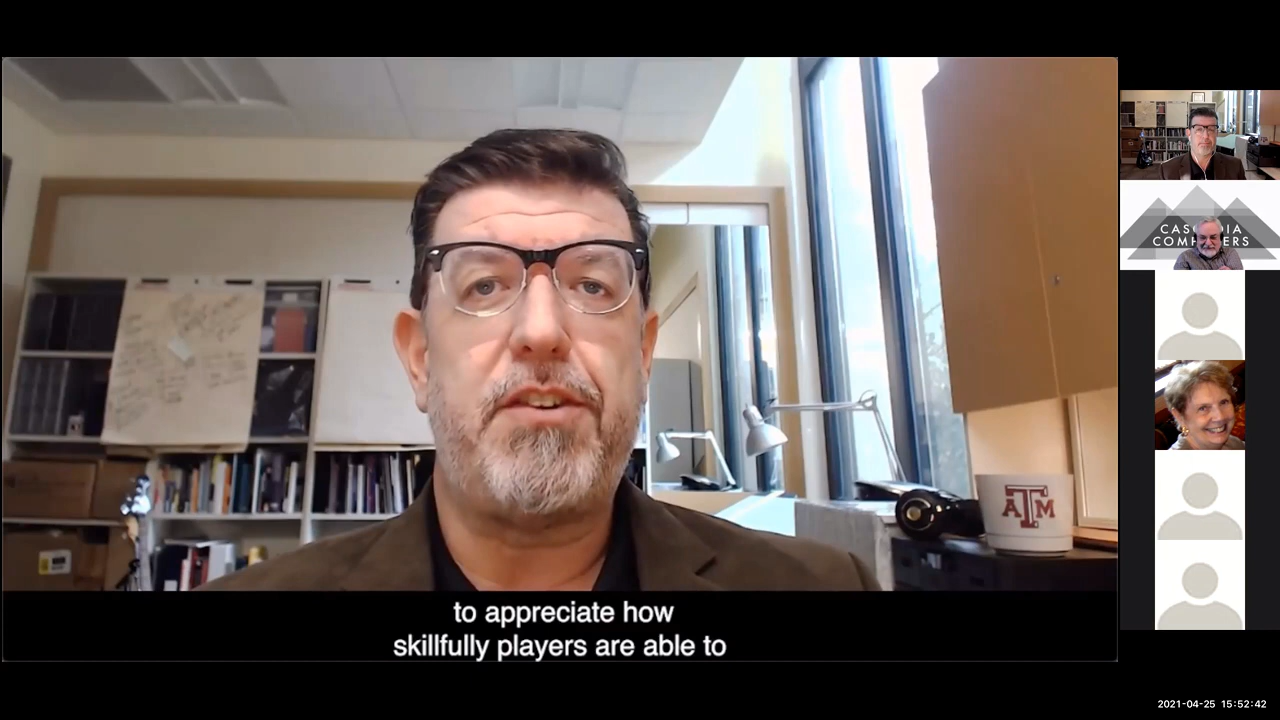 ATM
CASCADIA
COMPOSERS
to appreciate how
skillfully players are able to
2021-04-25 15:52:42